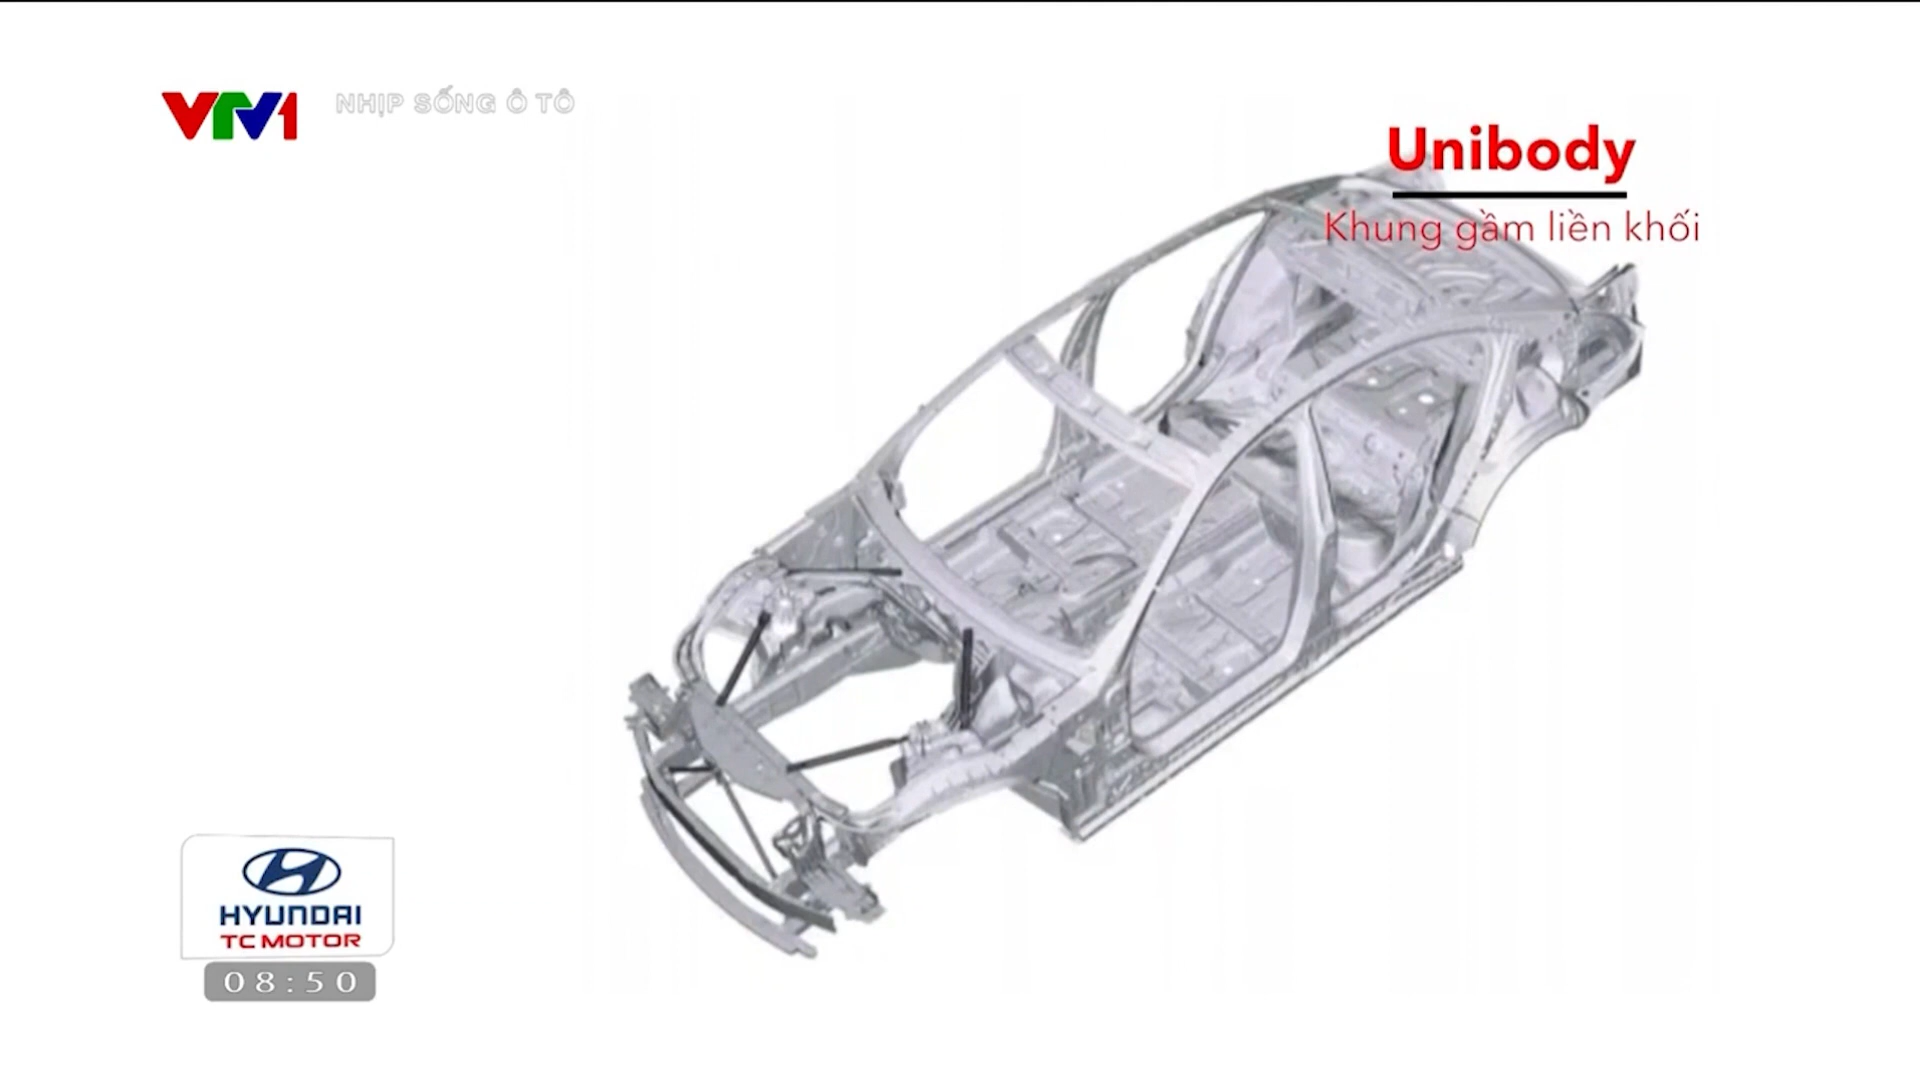 VTV1
NHỊP SỐNG Ô TÔ
Unibody
Khung gầm liền khối
HYUNDAI
TC MOTOR
08:50